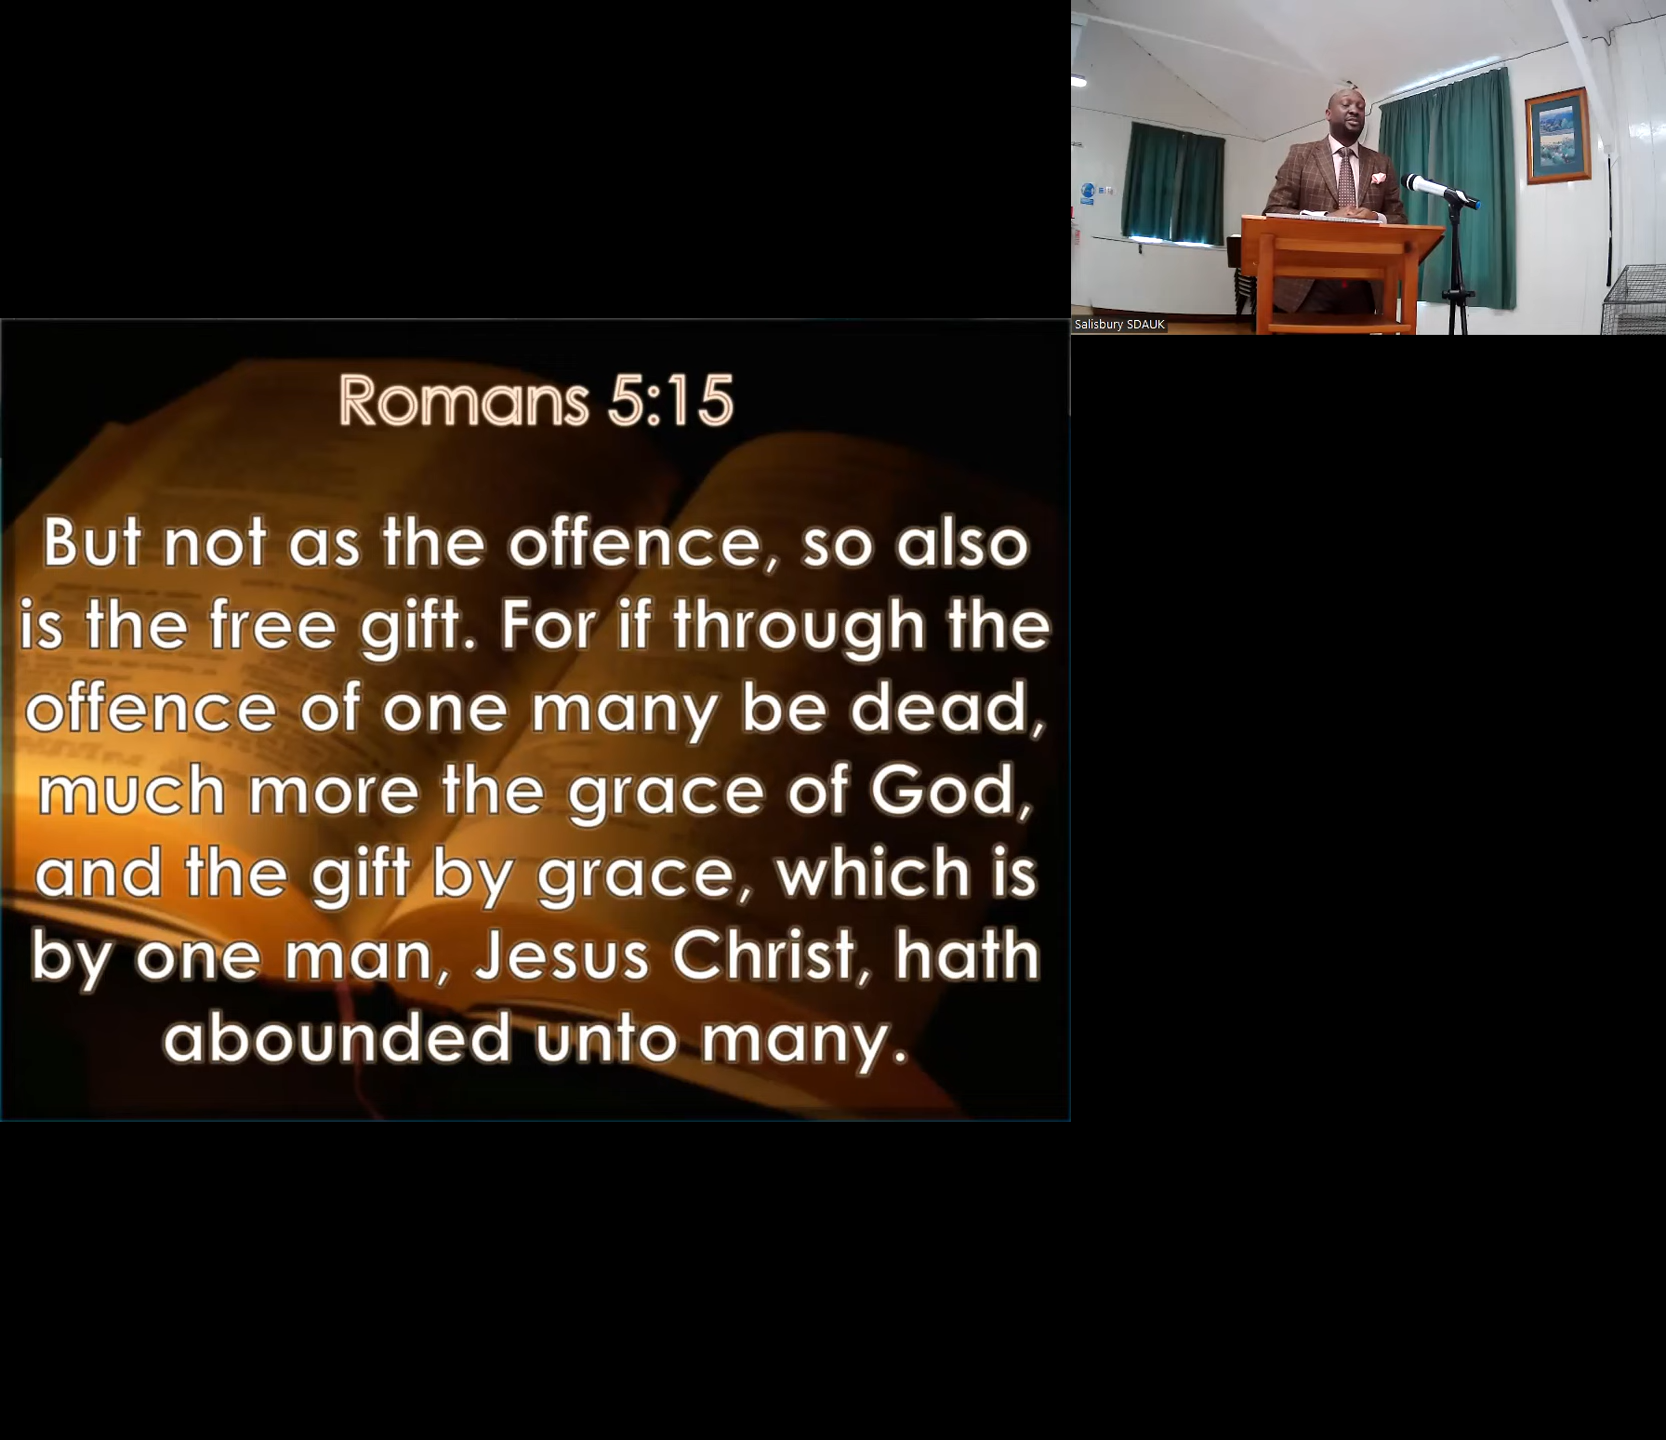 Romans 5:15
But not as the offence, so also
is the free gift. For if through the
offence of one many be dead,
much more the grace of God,
and the gift by grace, which is
by one man, Jesus Christ, hath
abounded unto many.
Salisbury SDAUK